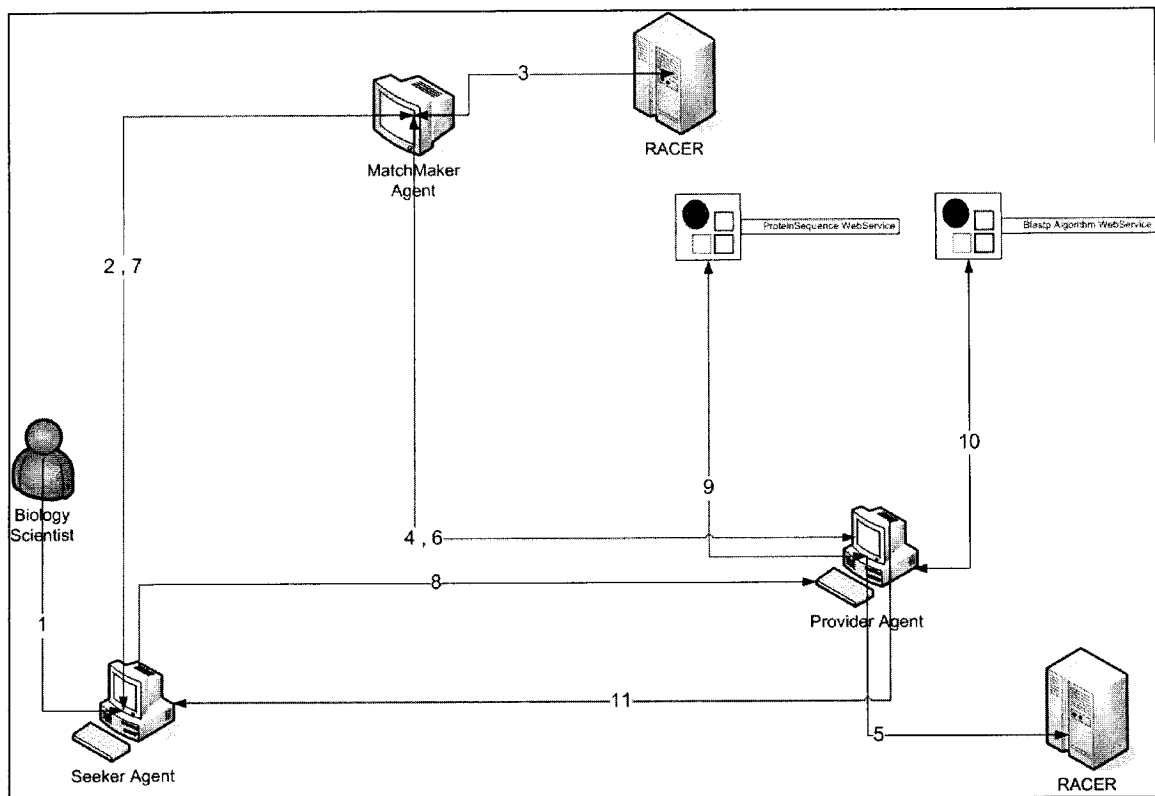 3
RACER
MatchMaker
Agent
ProteinSequence WebService
Blastp Algorithm WebService
2 , 7
Biology
Scientist
10
9
4 , 6
8
Provider Agent
1
11
5
Seeker Agent
RACER